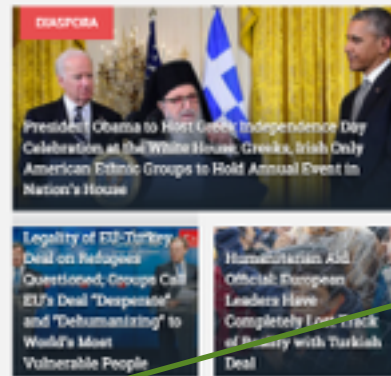 DIASPORA
President Obama to Host Greek Independence Day
Celebration at the White House; Greeks, Irish Only
American Ethnic Groups to Hold Annual Event in
Nation's House
Legality of EU-Turkey
Deal on Refugees
Questioned; Groups Call
EU's Deal "Desperate"
and "Dehumanizing" to
World's Most
Vulnerable People
Humanitarian Aid
Official: European
Leaders Have
Completely Lost Track
of with Turkish
Deal